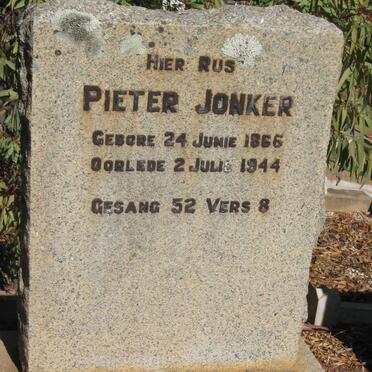 HIER RUS
PIETER JONKER
GEBORE 24 JUNIE 1866
OORLEDE 2 JULIE 1944
GESANG 52 VERS 8